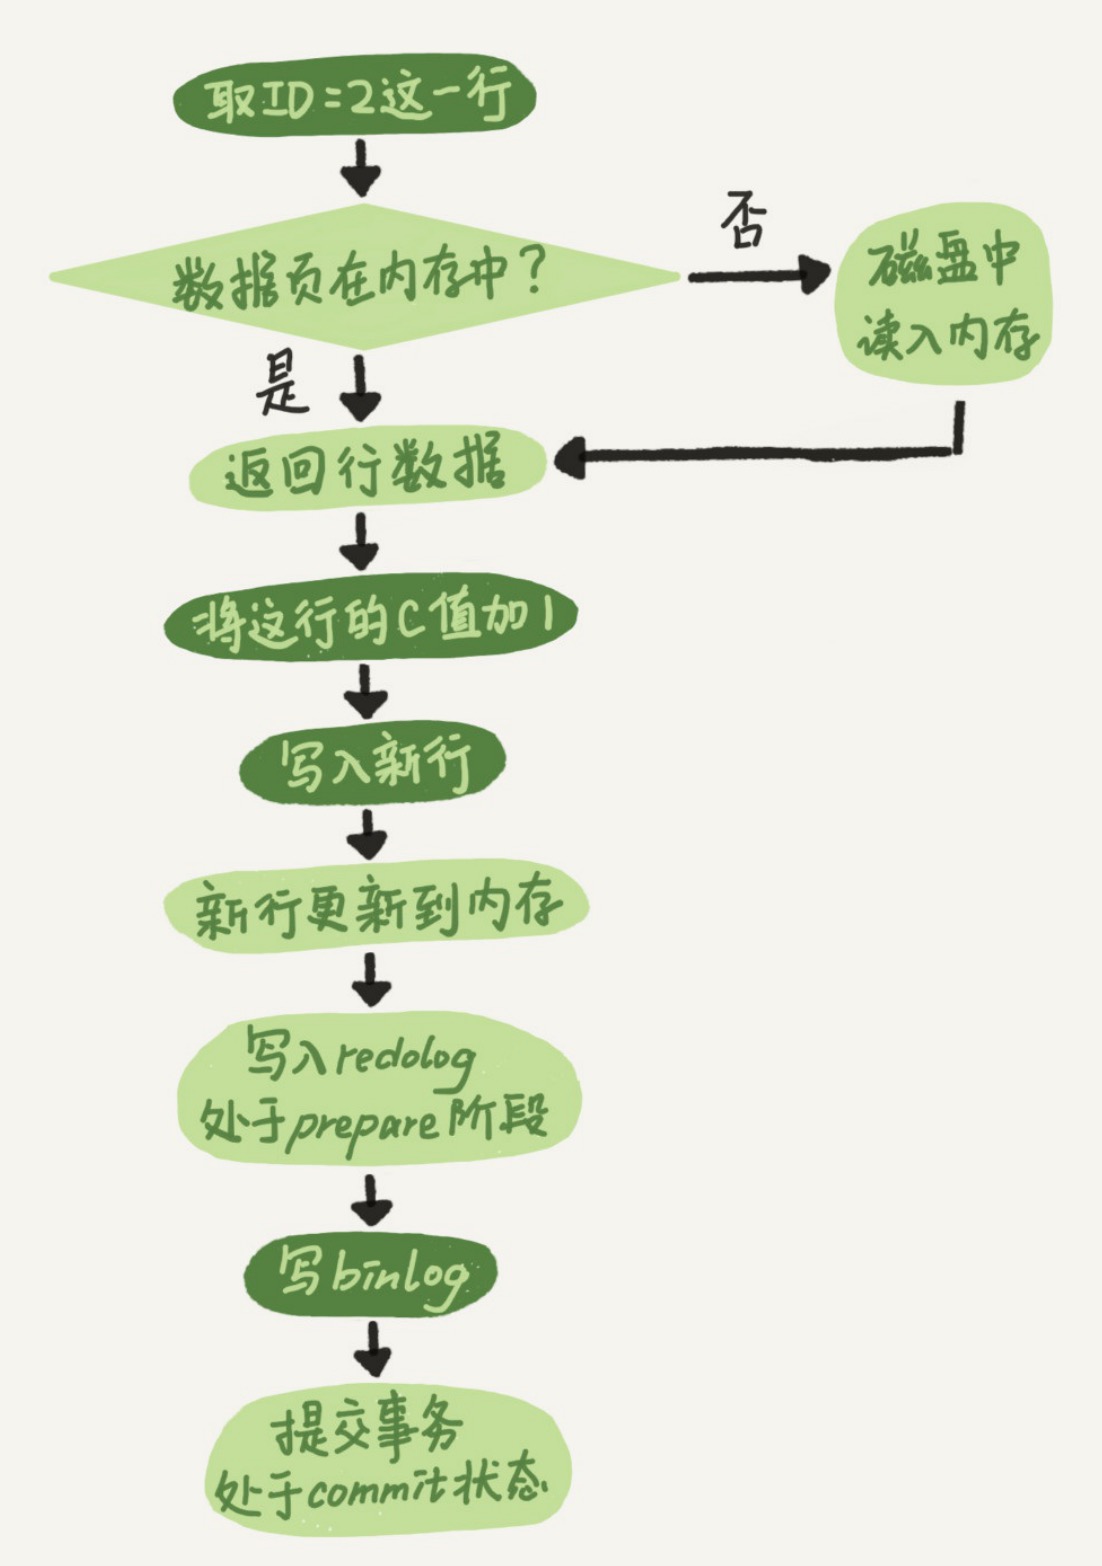 取ID=2这一行
数据页在内存中?
否
磁盘中
读入内存
是
返回行数据
将这行的C值加1
写入新行
新行更新到内存
写入redolog
处于prepare阶段
写binlog
提交事务
处于commit状态